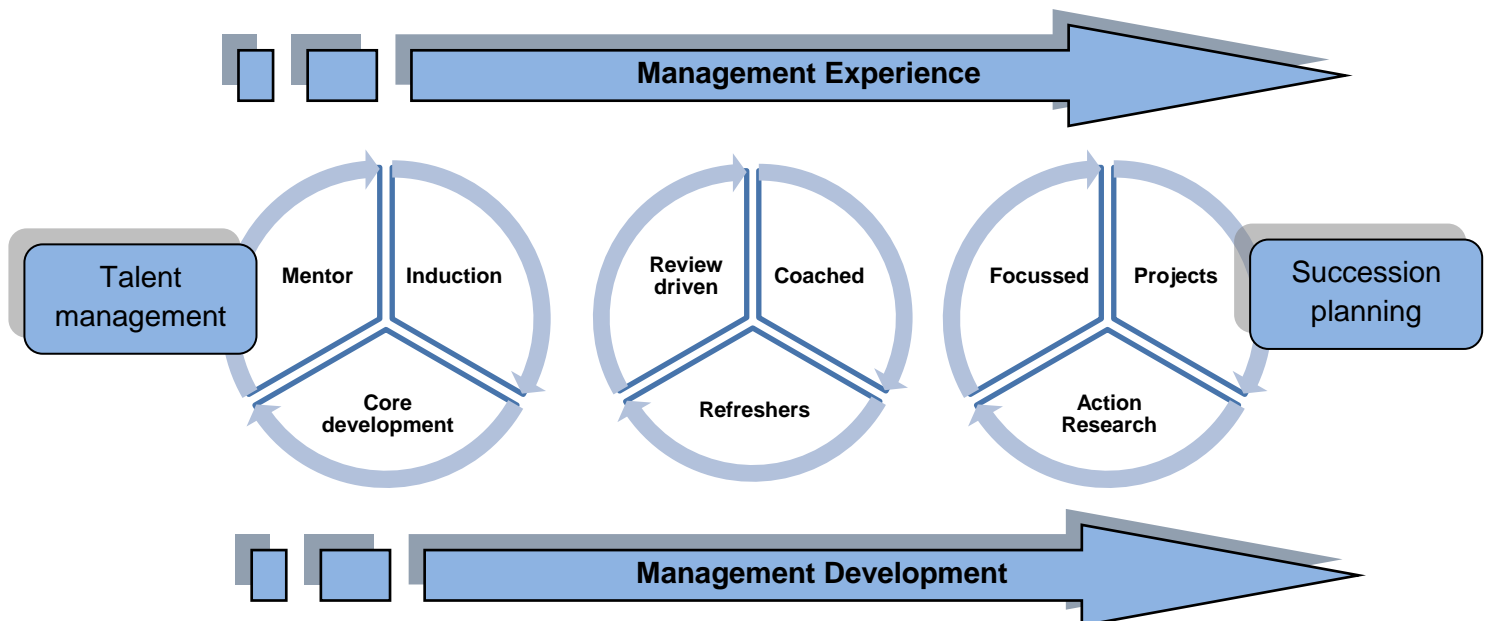 Management Experience
Talent
management
Mentor
Induction
Core
development
Review
driven
Coached
Refreshers
Focussed
Projects
Action
Research
Succession
planning
Management Development